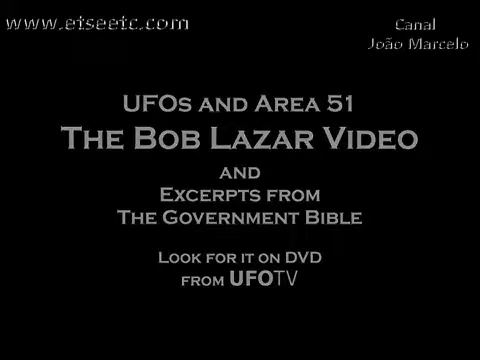 www.etseetc.com
Canal
João Marcelo
UFOs and Area 51
The Bob Lazar Video
and
Excerpts from
The Government Bible
Look for it on DVD
from UFOTV